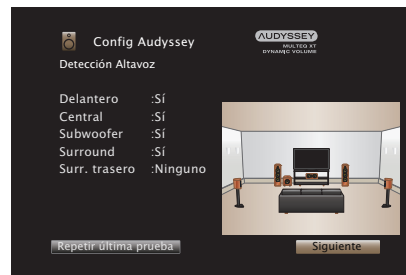 Config Audyssey
AUDYSSEY
MULTEQ XT
DYNAMIC VOLUME
Detección Altavoz
Delantero :Sí
Central :Sí
Subwoofer :Sí
Surround :Sí
Surr. trasero :Ninguno
Repetir última prueba
Siguiente